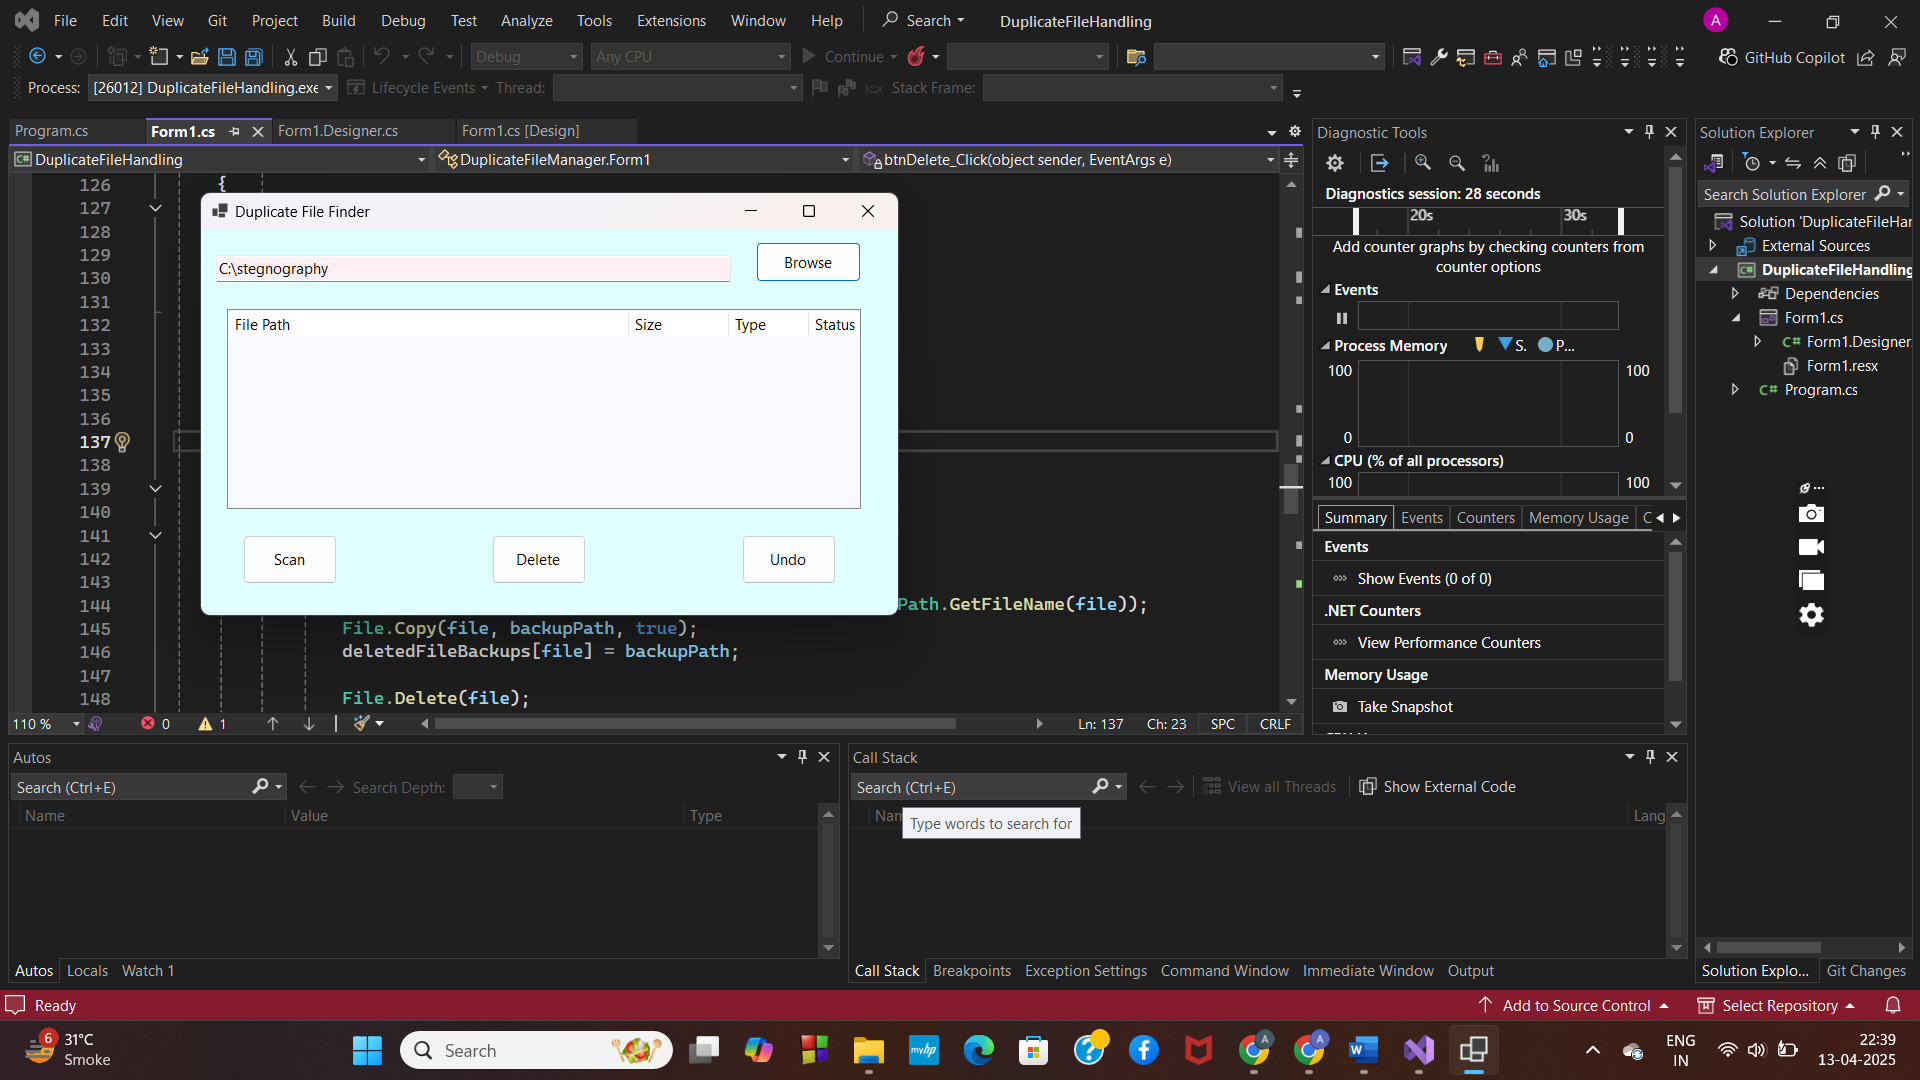 File Edit View Git Project Build Debug Test Analyze Tools Extensions Window Help Search DuplicateFileHandling A
Debug Any CPU Continue GitHub Copilot
Process: [26012] DuplicateFileHandling.exe Lifecycle Events Thread: Stack Frame:
Program.cs Form1.cs Form1.Designer.cs Form1.cs [Design]
DuplicateFileHandling DuplicateFileManager.Form1 btnDelete_Click(object sender, EventArgs e)
126 {
127
128
129
130
131
132
133
134
135
136
137
138
139
140
141
142
143
144 Path.GetFileName(file));
145 File.Copy(file, backupPath, true);
146 deletedFileBackups[file] = backupPath;
147
148 File.Delete(file);
Duplicate File Finder
C:\stegnography Browse
File Path Size Type Status
Scan Delete Undo
110 % 0 1 Ln: 137 Ch: 23 SPC CRLF
Diagnostic Tools
Diagnostics session: 28 seconds
20s 30s
Add counter graphs by checking counters from
counter options
Events
Process Memory S. P...
100 100
0 0
CPU (% of all processors)
100 100
Summary Events Counters Memory Usage C
Events
Show Events (0 of 0)
.NET Counters
View Performance Counters
Memory Usage
Take Snapshot
Solution Explorer
Search Solution Explorer
Solution 'DuplicateFileHar
External Sources
DuplicateFileHandling
Dependencies
Form1.cs
Form1.Designer.
Form1.resx
Program.cs
Autos
Search (Ctrl+E) Search Depth:
Name Value Type
Autos Locals Watch 1
Call Stack
Search (Ctrl+E) View all Threads Show External Code
Nam Lang
Type words to search for
Call Stack Breakpoints Exception Settings Command Window Immediate Window Output
Solution Explo... Git Changes
Ready Add to Source Control Select Repository
6 31°C
Smoke
Search
myhp
A A
ENG
IN
22:39
13-04-2025